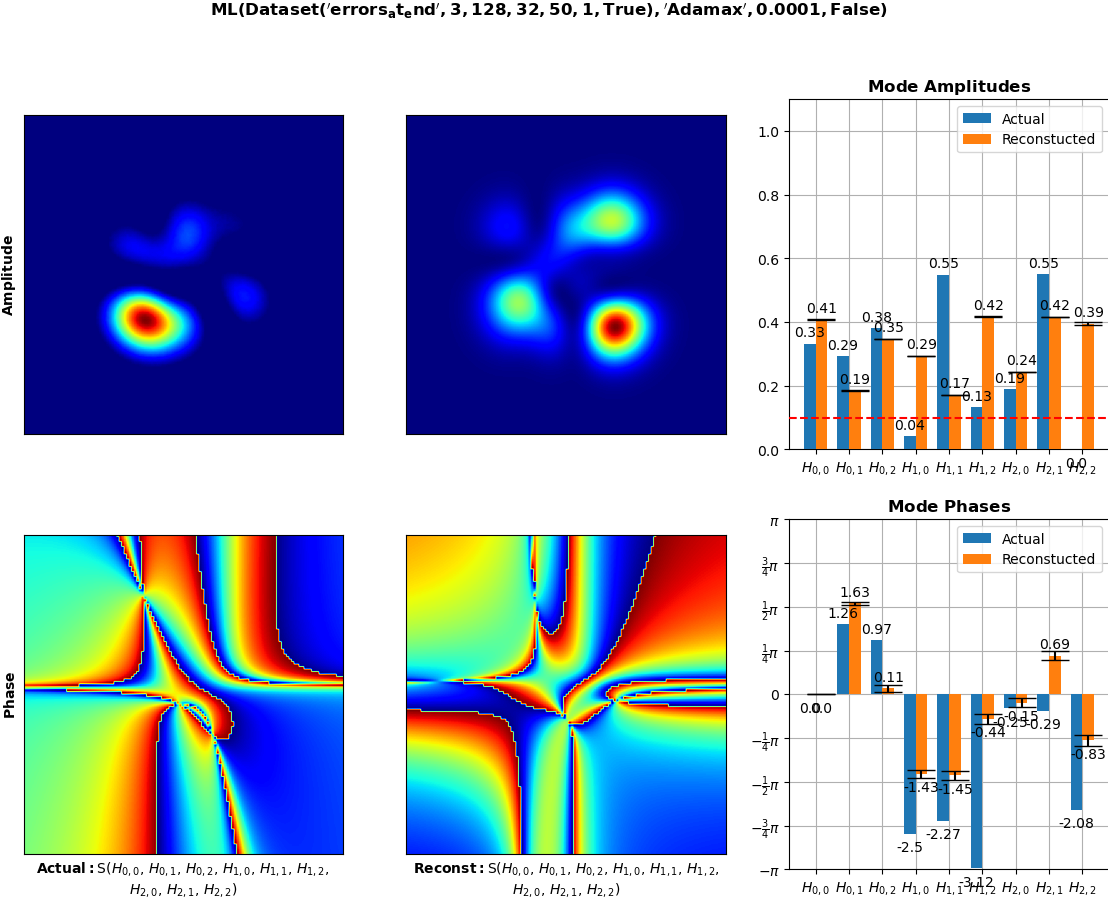 ML(Dataset('errors_at_end', 3, 128, 32, 50, 1, True), 'Adamax', 0.0001, False)
Amplitude
Mode Amplitudes
Actual
Reconstucted
1.0
0.8
0.6
0.4
0.2
0.0
0.33
0.41
0.29
0.19
0.38
0.35
0.04
0.29
0.55
0.17
0.13
0.42
0.19
0.24
0.55
0.42
0.0
0.39
H0,0 H0,1 H0,2 H1,0 H1,1 H1,2 H2,0 H2,1 H2,2
Phase
Actual: S(H0,0, H0,1, H0,2, H1,0, H1,1, H1,2,
H2,0, H2,1, H2,2)
Reconst: S(H0,0, H0,1, H0,2, H1,0, H1,1, H1,2,
H2,0, H2,1, H2,2)
Mode Phases
Actual
Reconstucted
π
3/4π
1/2π
1/4π
0
−1/4π
−1/2π
−3/4π
−π
0.0
0.0
1.26
1.63
0.97
0.11
-2.5
-1.43
-2.27
-1.45
-3.12
-0.44
-0.25
-0.15
-0.29
0.69
-2.08
-0.83
H0,0 H0,1 H0,2 H1,0 H1,1 H1,2 H2,0 H2,1 H2,2